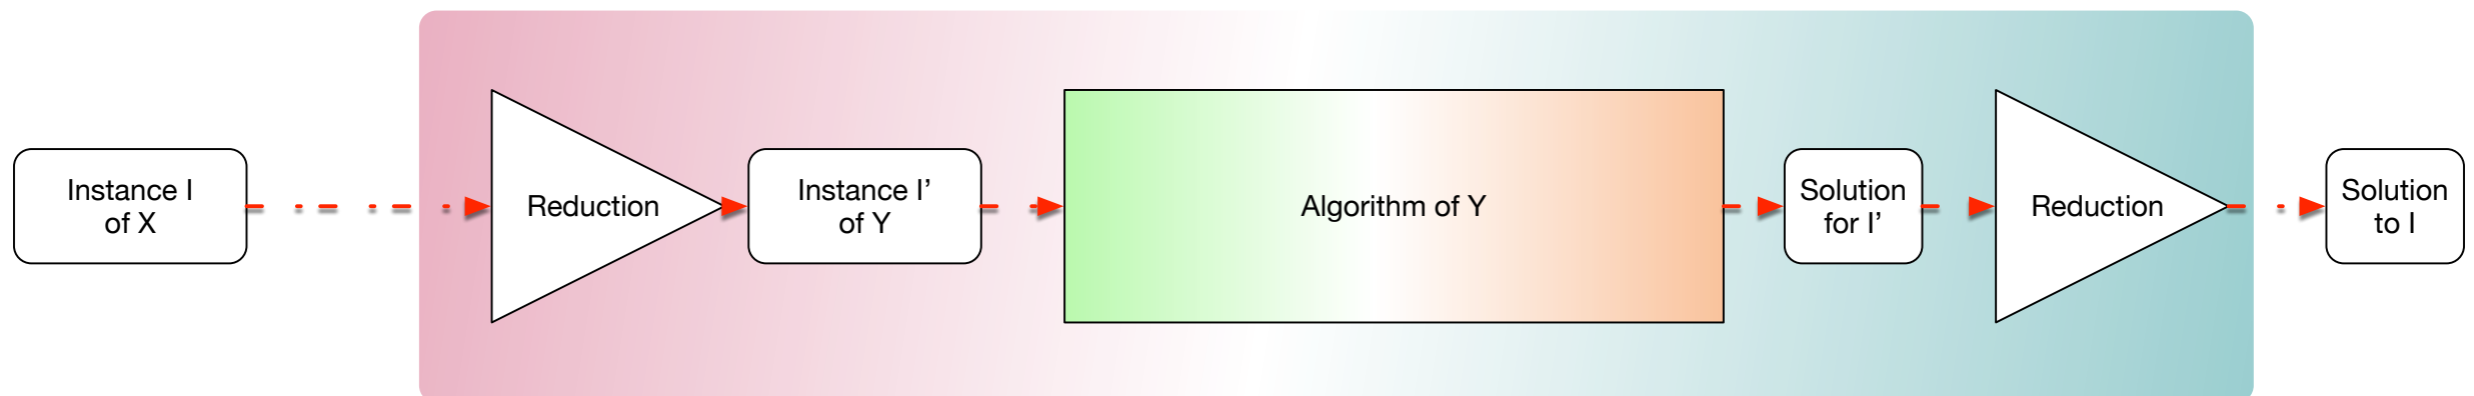 Instance I
of X
Reduction
Instance I’
of Y
Algorithm of Y
Solution
for I’
Reduction
Solution
to I